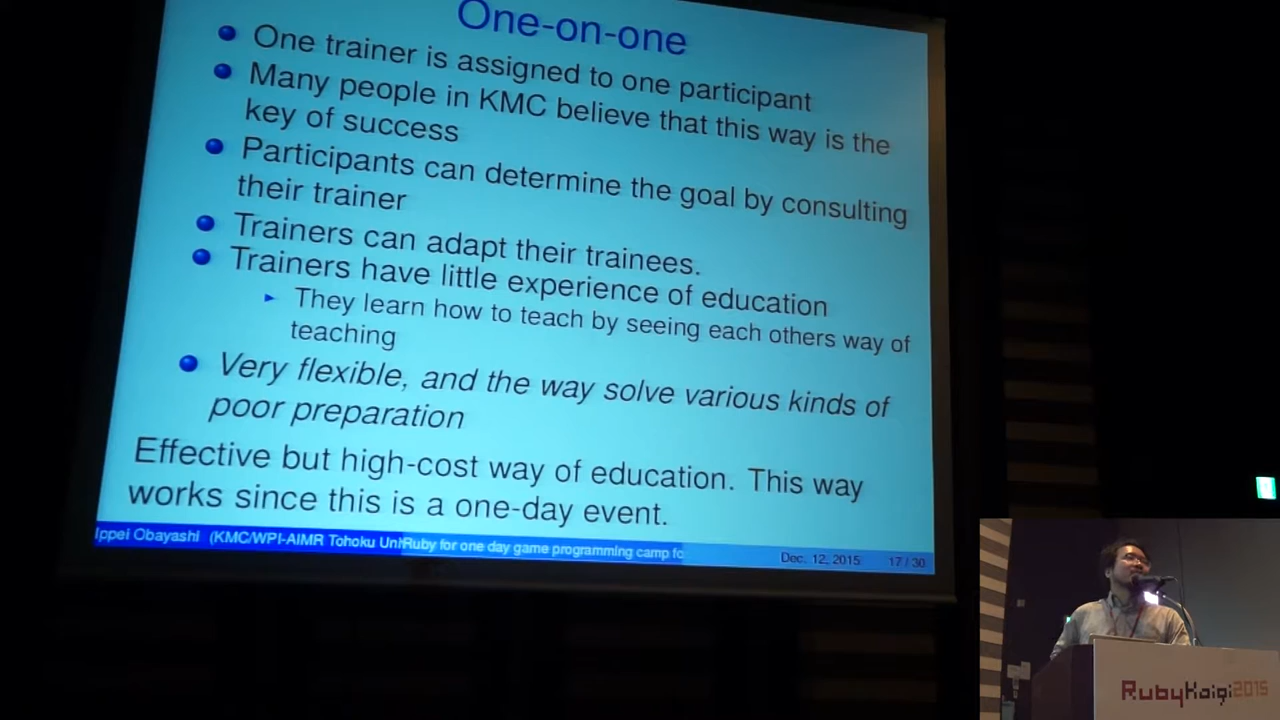 One-on-one
One trainer is assigned to one participant
Many people in KMC believe that this way is the
key of success
Participants can determine the goal by consulting
their trainer
Trainers can adapt their trainees.
Trainers have little experience of education
They learn how to teach by seeing each others way of
teaching
Very flexible, and the way solve various kinds of
poor preparation
Effective but high-cost way of education. This way
works since this is a one-day event.
Ippei Obayashi (KMC/WPI-AIMR Tohoku Uni
Ruby for one day game programming camp fo
Dec. 12, 2015
17 / 30
RubyKaigi2015